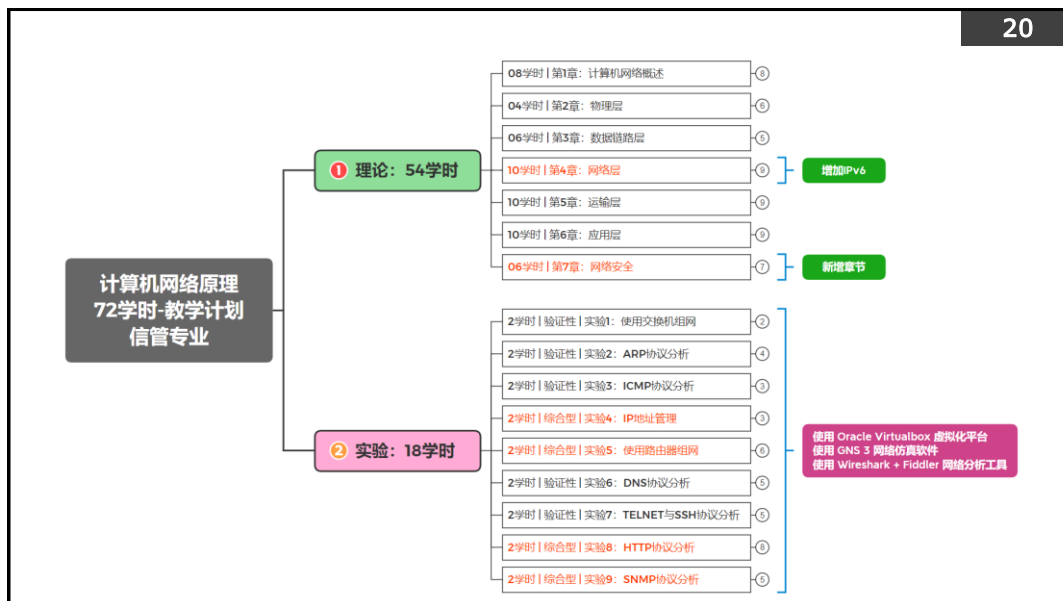 20
计算机网络原理
72学时-教学计划
信管专业
1 理论：54学时
08学时 | 第1章：计算机网络概述 8
04学时 | 第2章：物理层 6
06学时 | 第3章：数据链路层 5
10学时 | 第4章：网络层 9
增加IPv6
10学时 | 第5章：运输层 9
10学时 | 第6章：应用层 9
06学时 | 第7章：网络安全 7
新增章节
2 实验：18学时
2学时 | 验证性 | 实验1：使用交换机组网 2
2学时 | 验证性 | 实验2：ARP协议分析 4
2学时 | 验证性 | 实验3：ICMP协议分析 3
2学时 | 综合型 | 实验4：IP地址管理 3
2学时 | 综合型 | 实验5：使用路由器组网 6
2学时 | 验证性 | 实验6：DNS协议分析 5
2学时 | 验证性 | 实验7：TELNET与SSH协议分析 5
2学时 | 综合型 | 实验8：HTTP协议分析 8
2学时 | 综合型 | 实验9：SNMP协议分析 5
使用 Oracle Virtualbox 虚拟化平台
使用 GNS 3 网络仿真软件
使用 Wireshark + Fiddler 网络分析工具